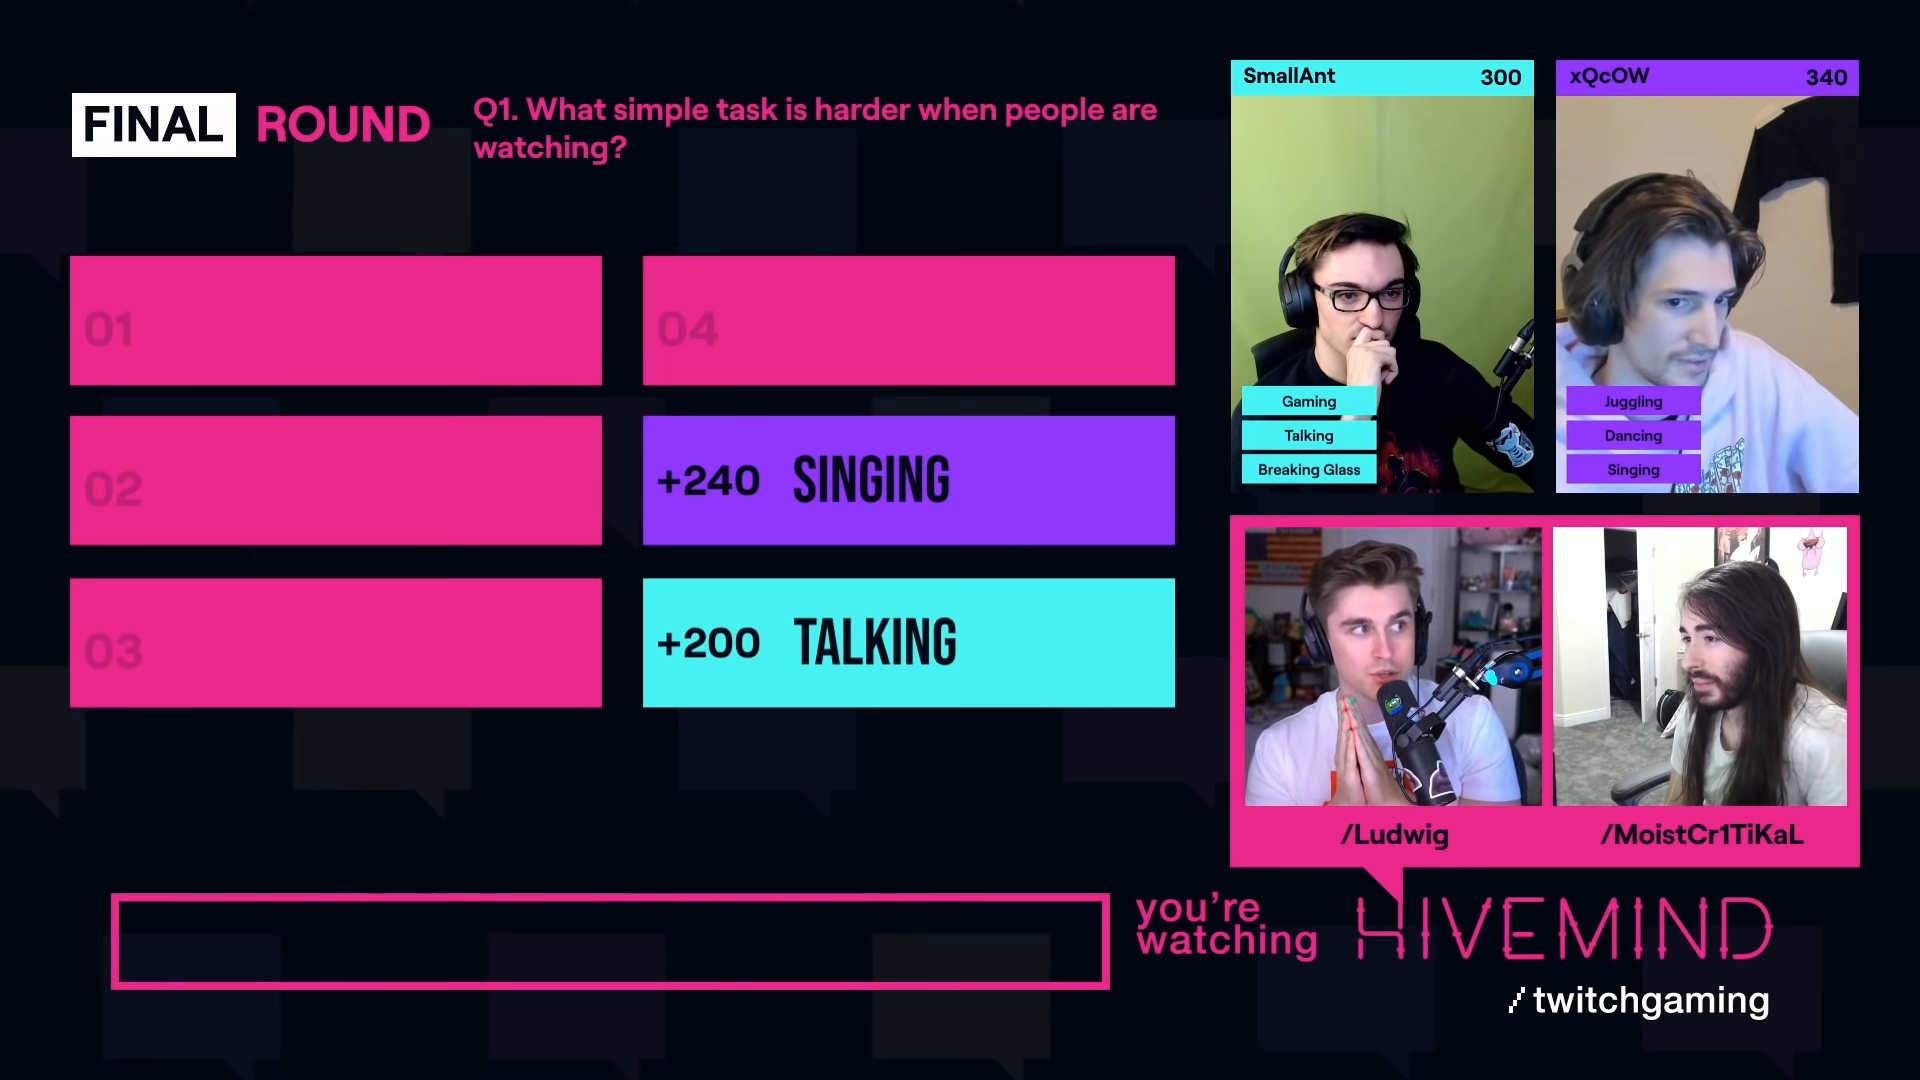 FINAL ROUND
Q1. What simple task is harder when people are
watching?
01
02
03
04
+240 SINGING
+200 TALKING
SmallAnt 300
Gaming
Talking
Breaking Glass
xQcOW 340
Juggling
Dancing
Singing
/Ludwig
/MoistCr1TiKaL
you're
watching
HIVEMIND
/twitchgaming